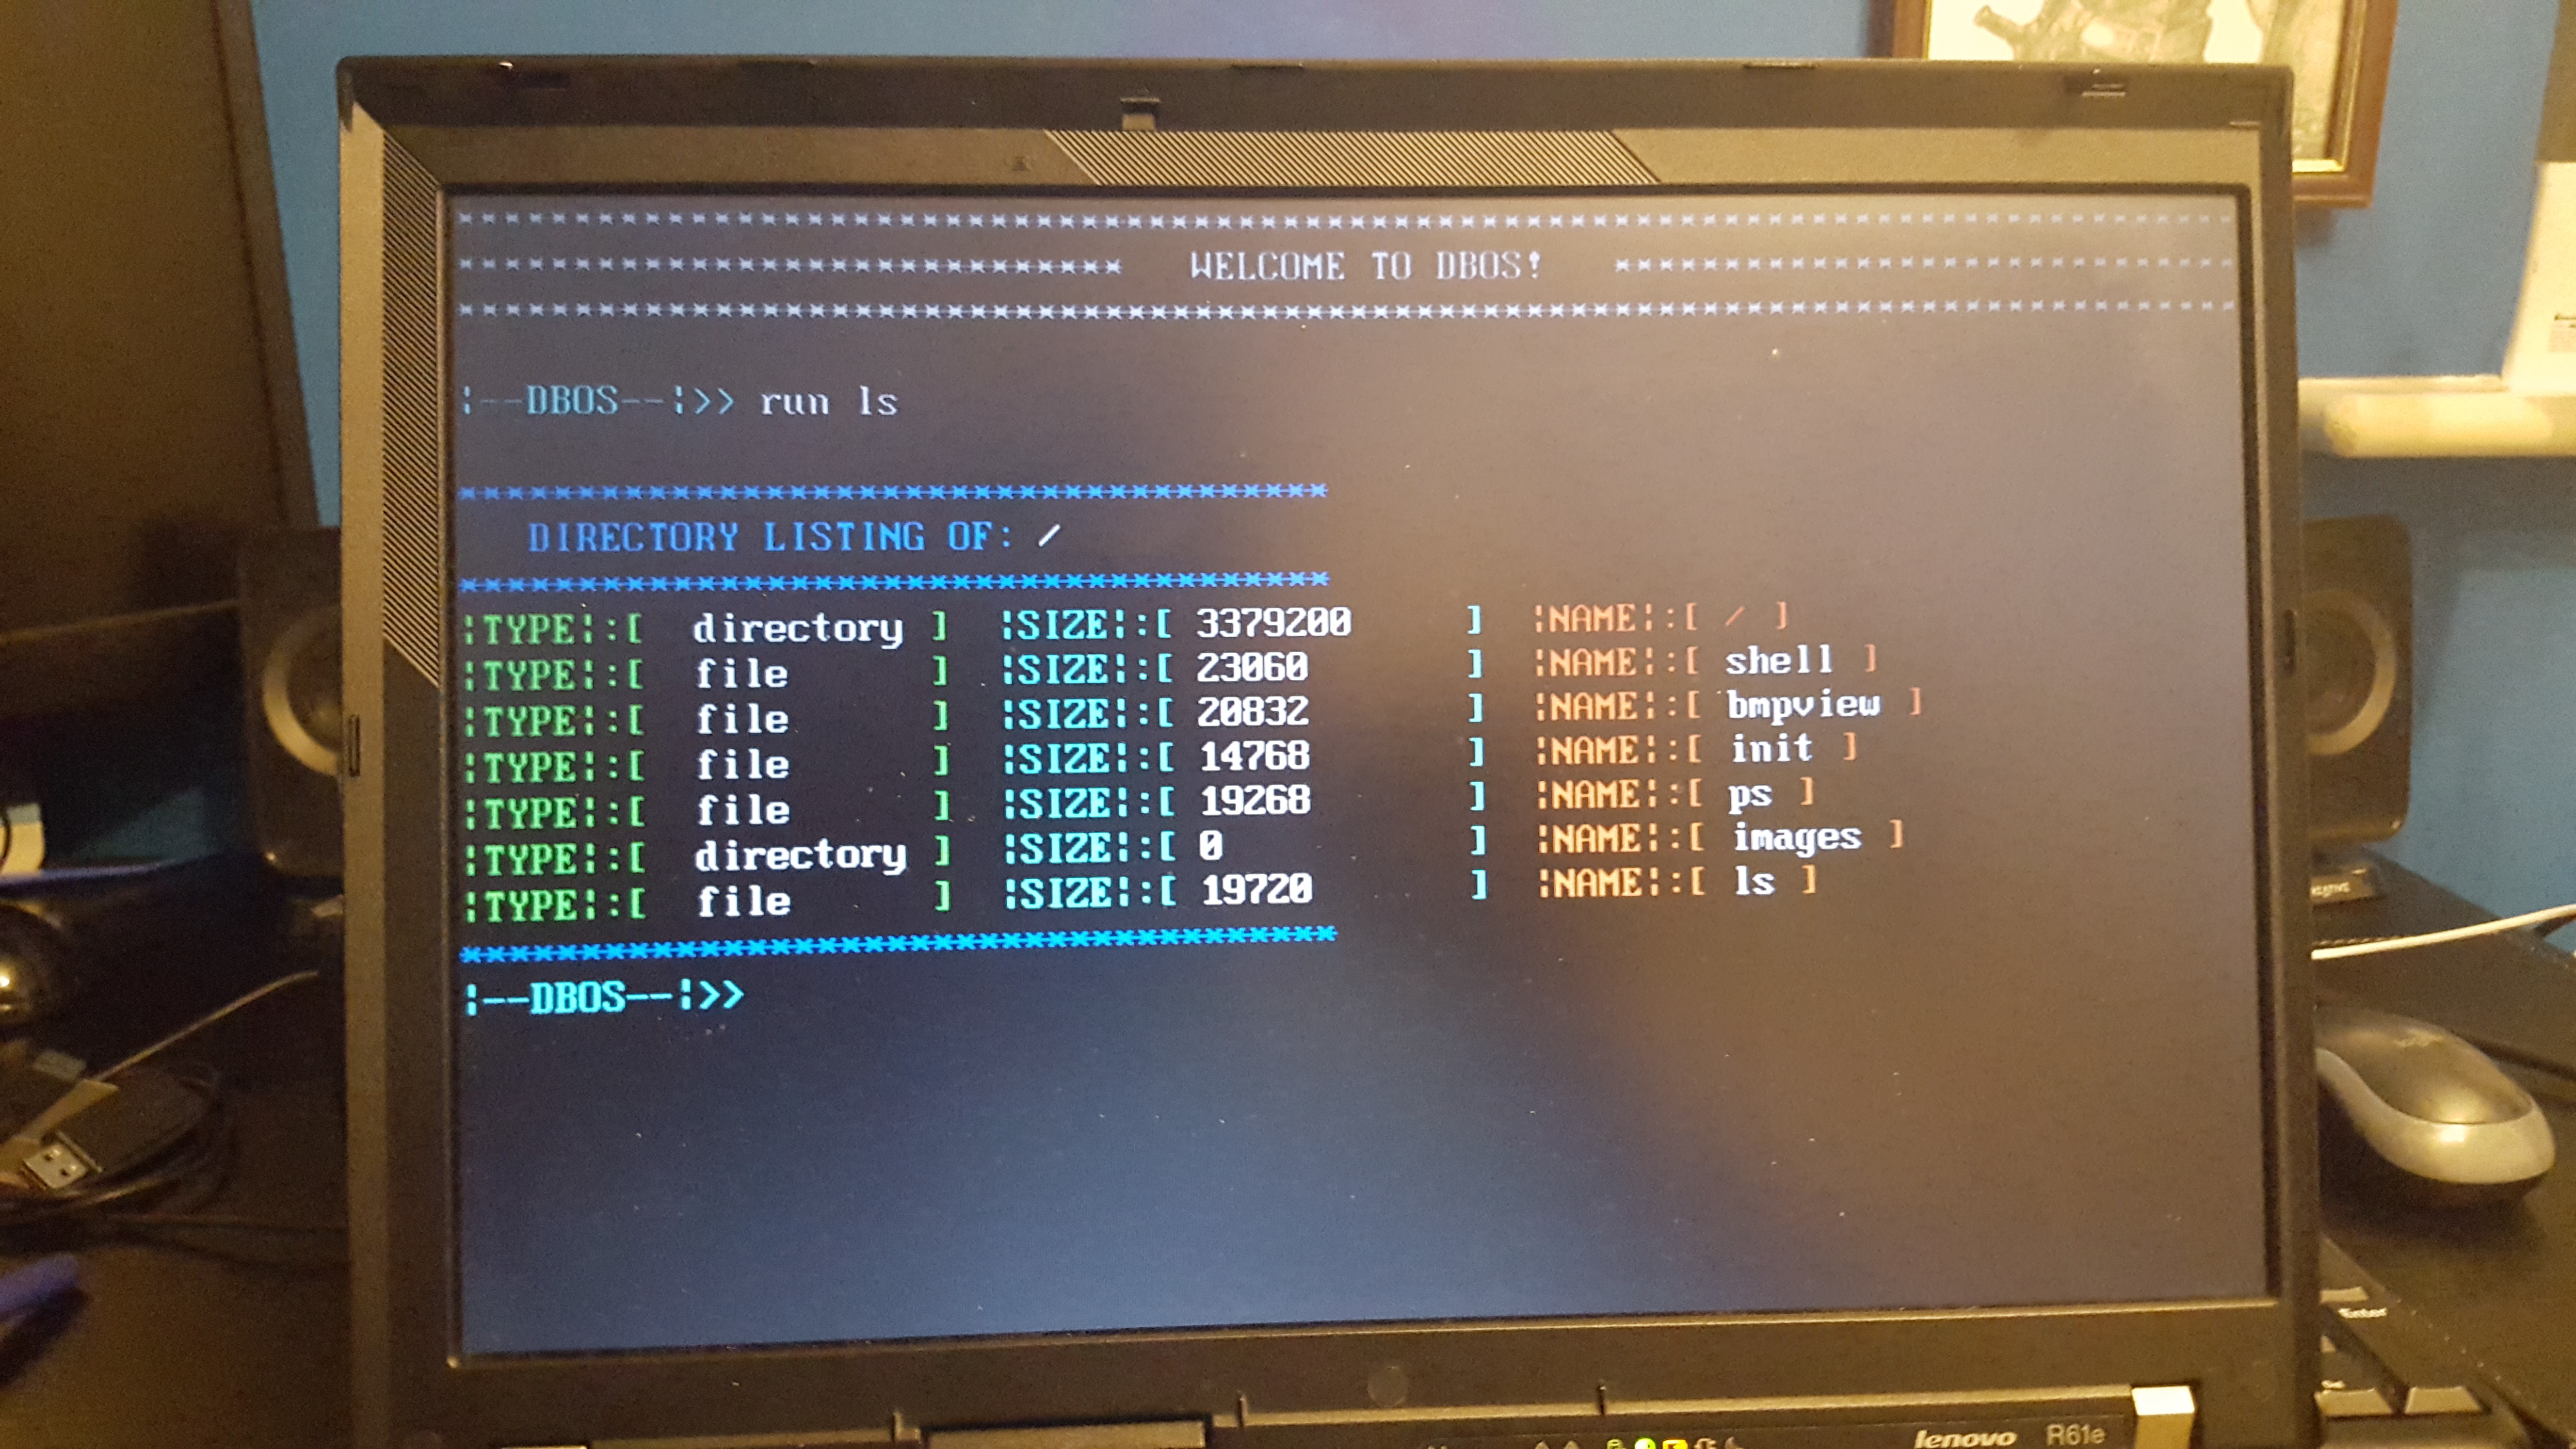 ****************************************************************************
***************************** WELCOME TO DBOS! ***************************
****************************************************************************
¦--DBOS--¦>> run ls
**************************************
DIRECTORY LISTING OF: /
**************************************
¦TYPE¦:[ directory ] ¦SIZE¦:[ 3379200 ] ¦NAME¦:[ / ]
¦TYPE¦:[ file ] ¦SIZE¦:[ 23060 ] ¦NAME¦:[ shell ]
¦TYPE¦:[ file ] ¦SIZE¦:[ 20832 ] ¦NAME¦:[ bmpview ]
¦TYPE¦:[ file ] ¦SIZE¦:[ 14768 ] ¦NAME¦:[ init ]
¦TYPE¦:[ file ] ¦SIZE¦:[ 19268 ] ¦NAME¦:[ ps ]
¦TYPE¦:[ directory ] ¦SIZE¦:[ 0 ] ¦NAME¦:[ images ]
¦TYPE¦:[ file ] ¦SIZE¦:[ 19720 ] ¦NAME¦:[ ls ]
**************************************
¦--DBOS--¦>>
Enter
lenovo R61e